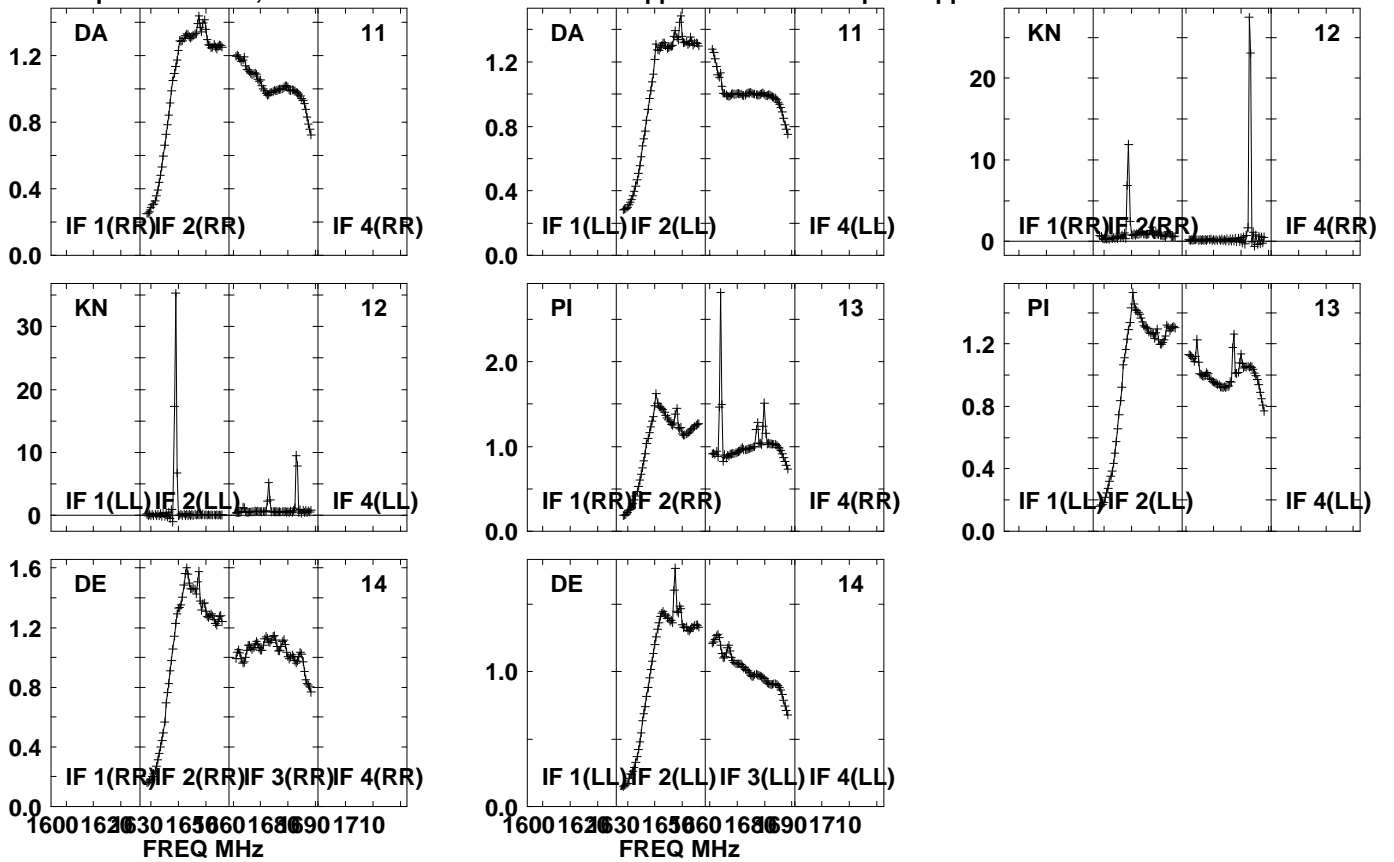 DA 11
1.2
0.8
0.4
0.0
IF 1(RR) IF 2(RR) IF 4(RR)
DA 11
1.2
0.8
0.4
0.0
IF 1(LL) IF 2(LL) IF 4(LL)
KN 12
20
10
0
IF 1(RR) IF 2(RR) IF 4(RR)
KN 12
30
20
10
0
IF 1(LL) IF 2(LL) IF 4(LL)
PI 13
2.0
1.0
0.0
IF 1(RR) IF 2(RR) IF 4(RR)
PI 13
1.2
0.8
0.4
0.0
IF 1(LL) IF 2(LL) IF 4(LL)
DE 14
1.6
1.2
0.8
0.4
0.0
IF 1(RR) IF 2(RR) IF 3(RR) IF 4(RR)
1600 1710
FREQ MHz
DE 14
1.0
0.0
IF 1(LL) IF 2(LL) IF 3(LL) IF 4(LL)
1600 1710
FREQ MHz